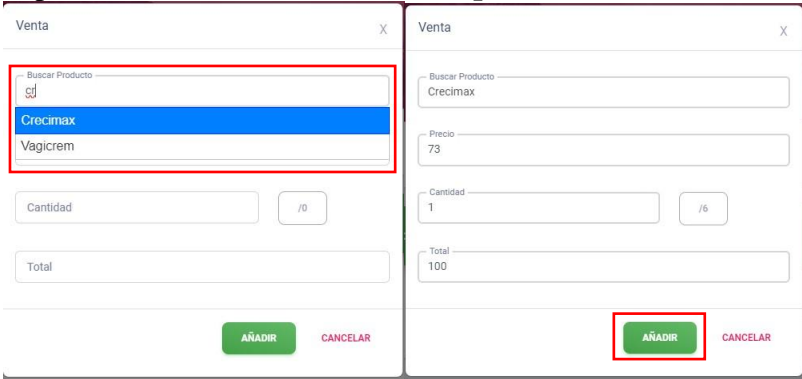 Venta X
Buscar Producto
cr
Crecimax
Vagicrem
Cantidad /0
Total
AÑADIR CANCELAR
Venta X
Buscar Producto
Crecimax
Precio
73
Cantidad
1 /6
Total
100
AÑADIR CANCELAR